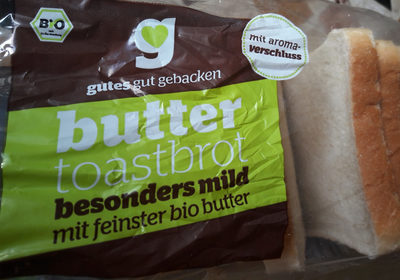 Bio
g
mit aroma-
verschluss
gutes gut gebacken
butter
toastbrot
besonders mild
mit feinster bio butter